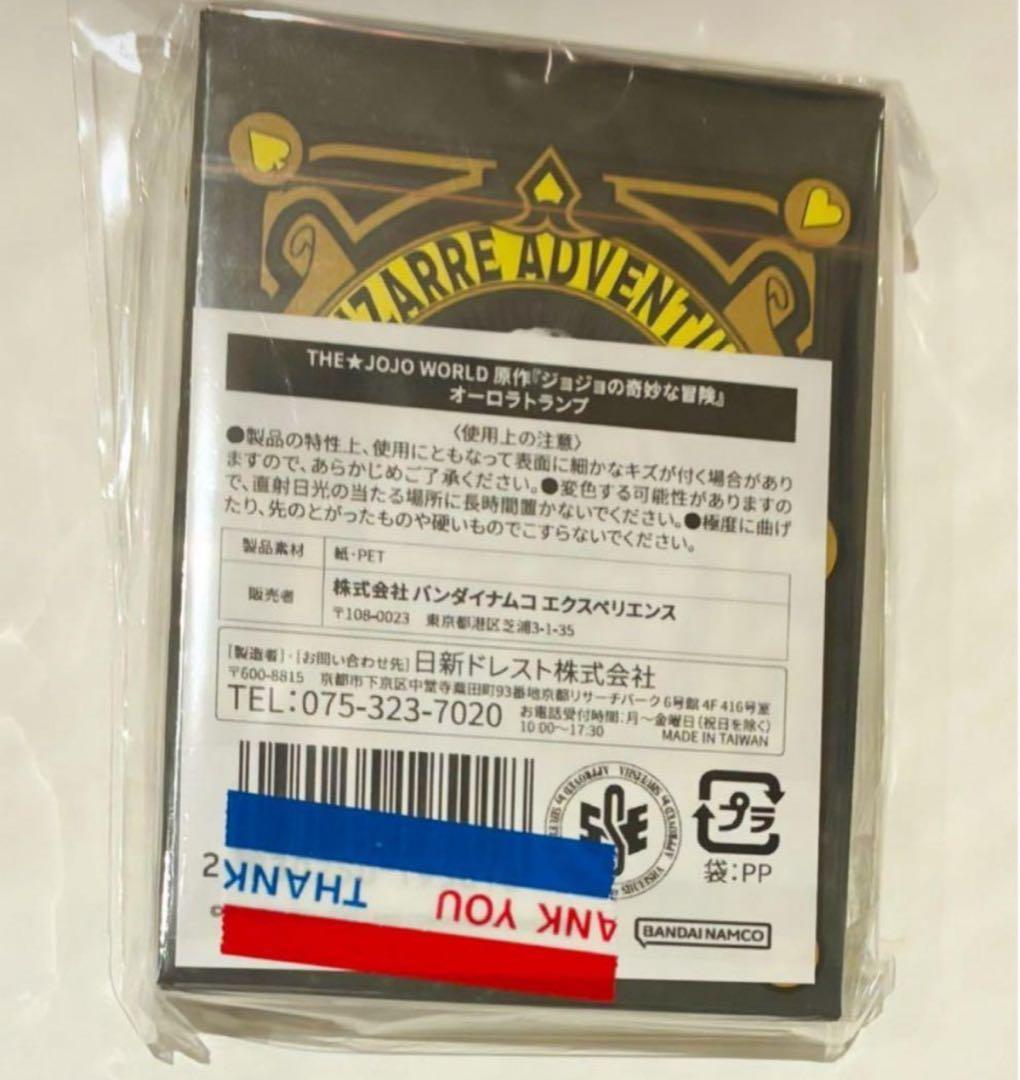 ZARRE ADVENTU
THE★JOJO WORLD 原作『ジョジョの奇妙な冒険』
オーロラトランプ
〈使用上の注意〉
●製品の特性上、使用にともなって表面に細かなキズが付く場合があり
ますので、あらかじめご了承ください。●変色する可能性がありますの
で、直射日光の当たる場所に長時間置かないでください。●極度に曲げ
たり、先のとがったものや硬いものでこすらないでください。
製品素材 紙・PET
販売者 株式会社 バンダイナムコ エクスペリエンス
〒108-0023 東京都港区芝浦3-1-35
[製造者]・[お問い合わせ先] 日新ドレスト株式会社
〒600-8815 京都市下京区中堂寺粟田町93番地京都リサーチパーク 6号館 4F 416号室
TEL:075-323-7020 お電話受付時間:月〜金曜日(祝日を除く)
10:00〜17:30 MADE IN TAIWAN
APPROVED by SHUEISHA
プラ
袋:PP
2
THANK YOU
ANK YOU
©
BANDAI NAMCO